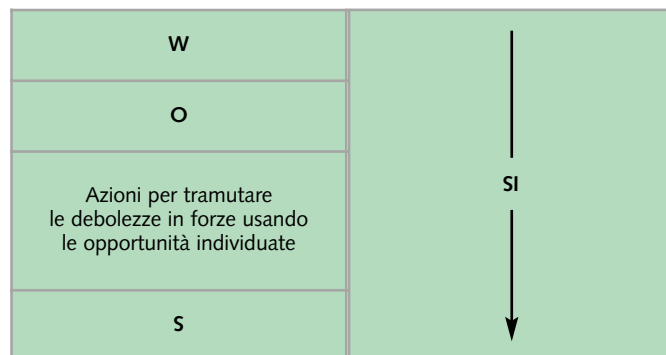 W
O
Azioni per tramutare
le debolezze in forze usando
le opportunità individuate
SI
S